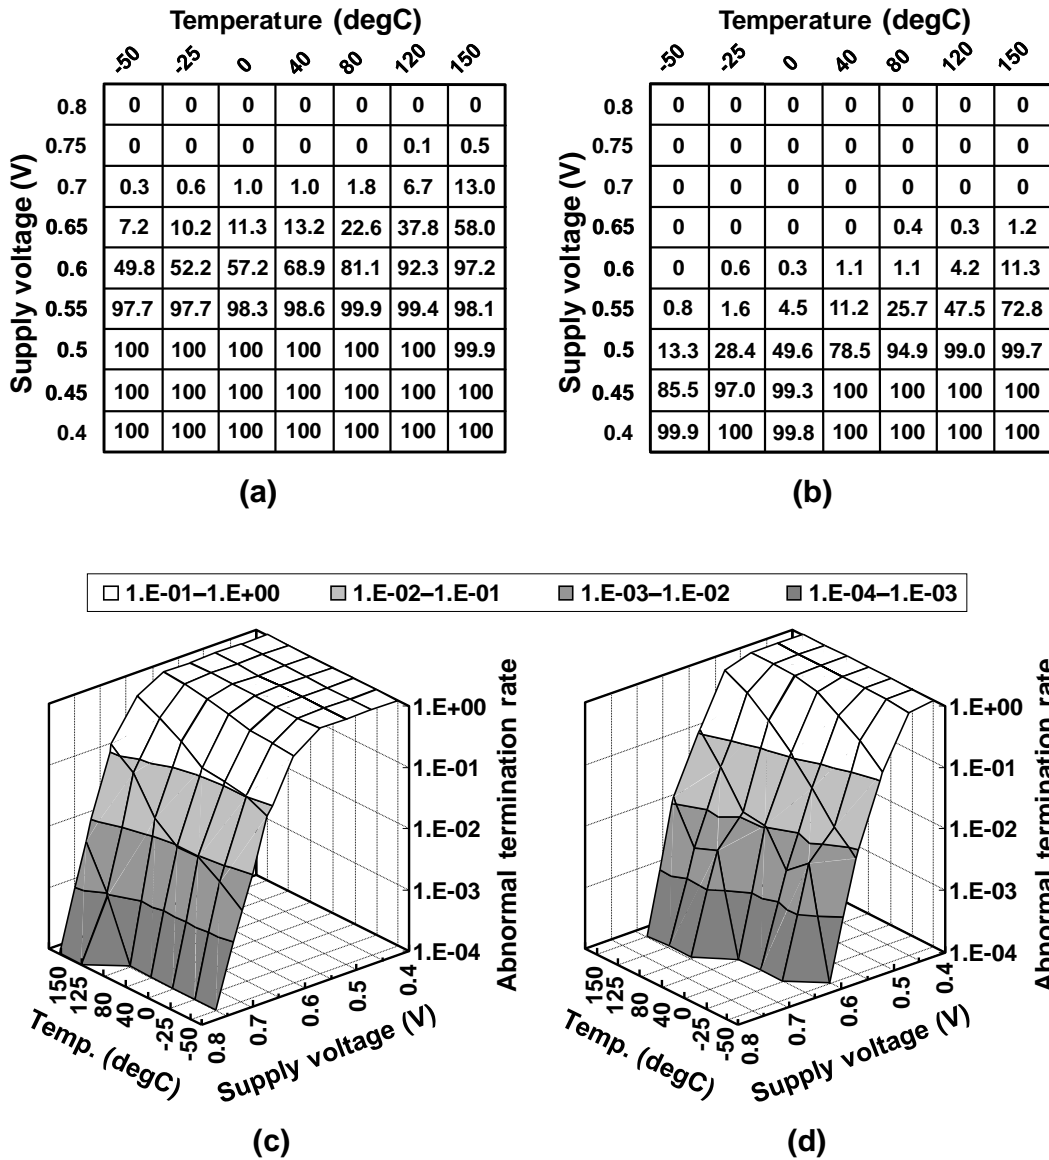 Temperature (degC)
-50 -25 0 40 80 120 150
Supply voltage (V)
0.8 0 0 0 0 0 0 0
0.75 0 0 0 0 0 0.1 0.5
0.7 0.3 0.6 1.0 1.0 1.8 6.7 13.0
0.65 7.2 10.2 11.3 13.2 22.6 37.8 58.0
0.6 49.8 52.2 57.2 68.9 81.1 92.3 97.2
0.55 97.7 97.7 98.3 98.6 99.9 99.4 98.1
0.5 100 100 100 100 100 100 99.9
0.45 100 100 100 100 100 100 100
0.4 100 100 100 100 100 100 100
(a)
Temperature (degC)
-50 -25 0 40 80 120 150
Supply voltage (V)
0.8 0 0 0 0 0 0 0
0.75 0 0 0 0 0 0 0
0.7 0 0 0 0 0 0 0
0.65 0 0 0 0 0.4 0.3 1.2
0.6 0 0.6 0.3 1.1 1.1 4.2 11.3
0.55 0.8 1.6 4.5 11.2 25.7 47.5 72.8
0.5 13.3 28.4 49.6 78.5 94.9 99.0 99.7
0.45 85.5 97.0 99.3 100 100 100 100
0.4 99.9 100 99.8 100 100 100 100
(b)
1.E-01–1.E+00 1.E-02–1.E-01 1.E-03–1.E-02 1.E-04–1.E-03
1.E+00
1.E-01
1.E-02
1.E-03
1.E-04
Abnormal termination rate
150 125 80 40 0 -25 -50
Temp. (degC)
0.8 0.7 0.6 0.5 0.4
Supply voltage (V)
(c)
1.E+00
1.E-01
1.E-02
1.E-03
1.E-04
Abnormal termination rate
150 125 80 40 0 -25 -50
Temp. (degC)
0.8 0.7 0.6 0.5 0.4
Supply voltage (V)
(d)